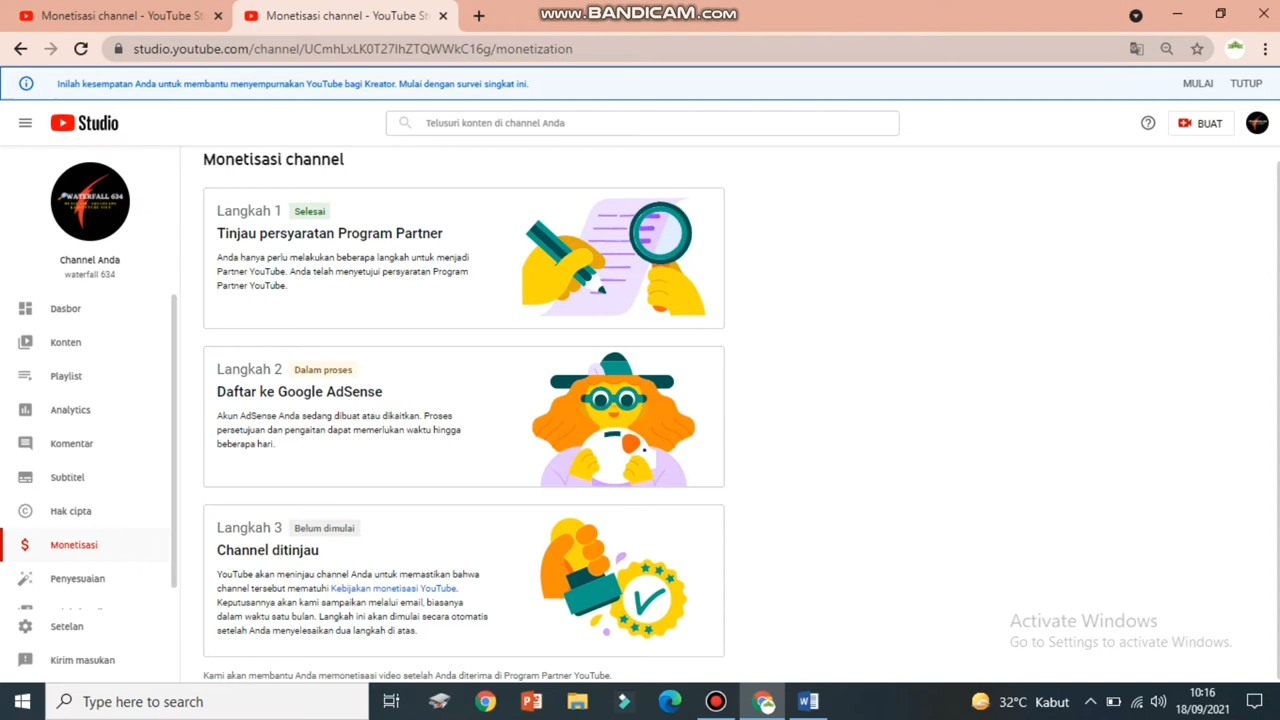 Monetisasi channel - YouTube St
Monetisasi channel - YouTube St
www.BANDICAM.com
studio.youtube.com/channel/UCmhLxLK0T27IhZTQWWkC16g/monetization
Inilah kesempatan Anda untuk membantu menyempurnakan YouTube bagi Kreator. Mulai dengan survei singkat ini.
MULAI
TUTUP
Studio
Telusuri konten di channel Anda
BUAT
WATERFALL 634
Channel Anda
waterfall 634
Dasbor
Konten
Playlist
Analytics
Komentar
Subtitel
Hak cipta
Monetisasi
Penyesuaian
Setelan
Kirim masukan
Monetisasi channel
Langkah 1 Selesai
Tinjau persyaratan Program Partner
Anda hanya perlu melakukan beberapa langkah untuk menjadi
Partner YouTube. Anda telah menyetujui persyaratan Program
Partner YouTube.
Langkah 2 Dalam proses
Daftar ke Google AdSense
Akun AdSense Anda sedang dibuat atau dikaitkan. Proses
persetujuan dan pengaitan dapat memerlukan waktu hingga
beberapa hari.
Langkah 3 Belum dimulai
Channel ditinjau
YouTube akan meninjau channel Anda untuk memastikan bahwa
channel tersebut mematuhi Kebijakan monetisasi YouTube.
Keputusannya akan kami sampaikan melalui email, biasanya
dalam waktu satu bulan. Langkah ini akan dimulai secara otomatis
setelah Anda menyelesaikan dua langkah di atas.
Kami akan membantu Anda memonetisasi video setelah Anda diterima di Program Partner YouTube.
Activate Windows
Go to Settings to activate Windows.
Type here to search
32°C Kabut
10:16
18/09/2021